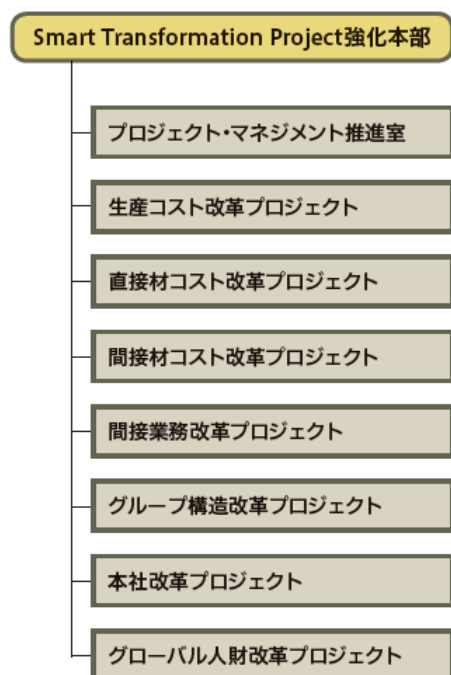 Smart Transformation Project強化本部
プロジェクト・マネジメント推進室
生産コスト改革プロジェクト
直接材コスト改革プロジェクト
間接材コスト改革プロジェクト
間接業務改革プロジェクト
グループ構造改革プロジェクト
本社改革プロジェクト
グローバル人財改革プロジェクト